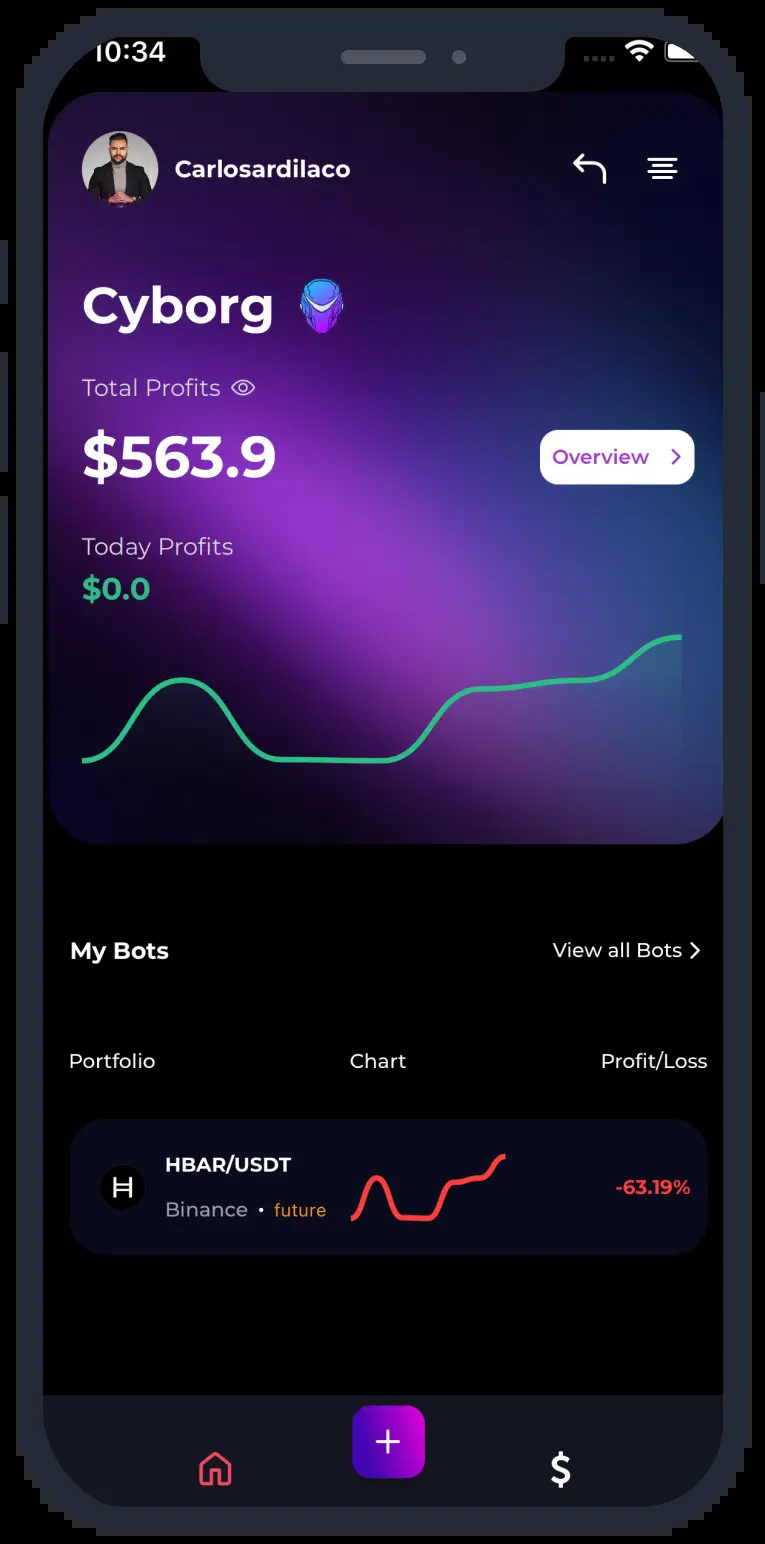 10:34
Carlosardilaco
Cyborg
Total Profits
$563.9
Overview
Today Profits
$0.0
My Bots
View all Bots
Portfolio Chart Profit/Loss
HBAR/USDT
Binance • future
-63.19%
$